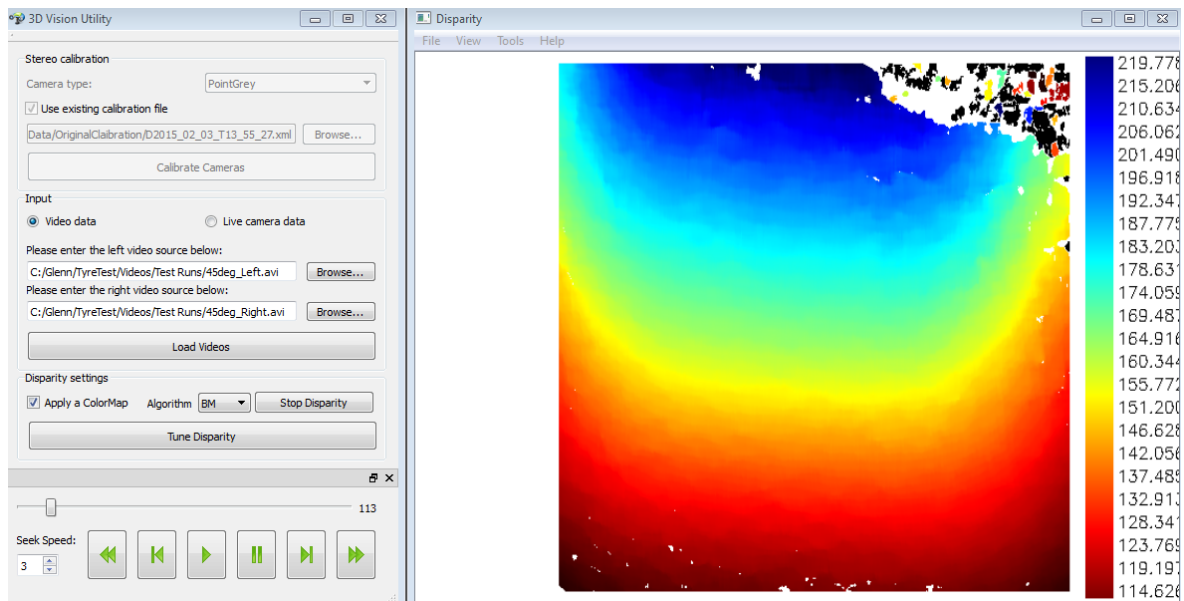 3D Vision Utility
Stereo calibration
Camera type: PointGrey
Use existing calibration file
Data/OriginalClaibration/D2015_02_03_T13_55_27.xml Browse...
Calibrate Cameras
Input
Video data Live camera data
Please enter the left video source below:
C:/Glenn/TyreTest/Videos/Test Runs/45deg_Left.avi Browse...
Please enter the right video source below:
C:/Glenn/TyreTest/Videos/Test Runs/45deg_Right.avi Browse...
Load Videos
Disparity settings
Apply a ColorMap Algorithm BM Stop Disparity
Tune Disparity
113
Seek Speed:
3
Disparity
File View Tools Help
219.778
215.206
210.634
206.062
201.490
196.918
192.347
187.775
183.203
178.631
174.059
169.487
164.916
160.344
155.772
151.200
146.628
142.056
137.485
132.913
128.341
123.769
119.197
114.626